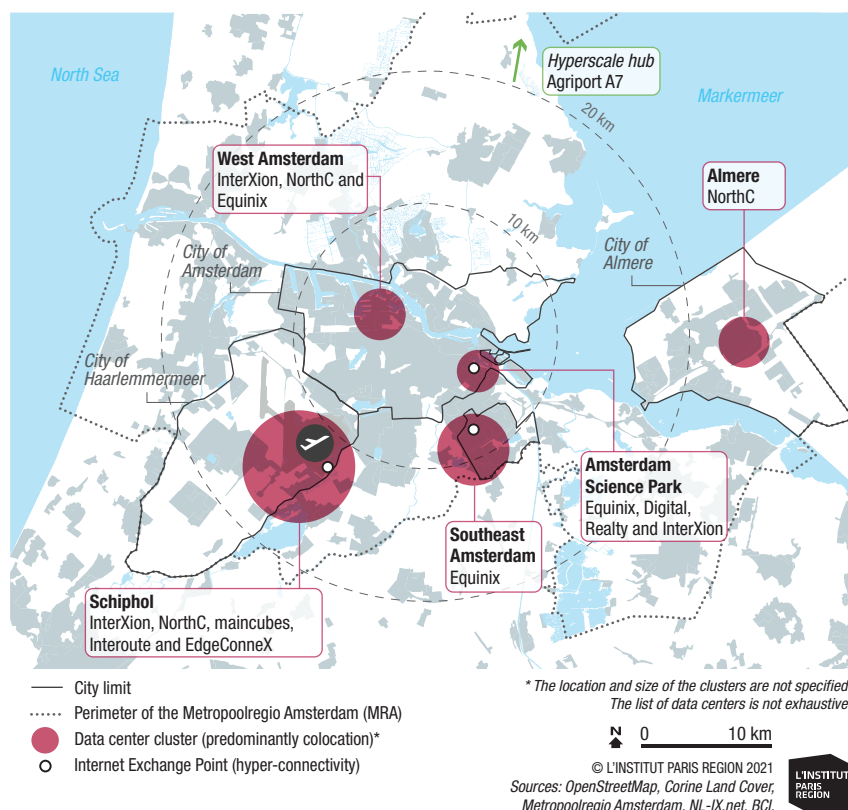 North Sea
Hyperscale hub
Agriport A7
Markermeer
20 km
West Amsterdam
InterXion, NorthC and
Equinix
Almere
NorthC
10 km
City of
Amsterdam
City of
Almere
City of
Haarlemmermeer
Amsterdam
Science Park
Equinix, Digital,
Realty and InterXion
Southeast
Amsterdam
Equinix
Schiphol
InterXion, NorthC, maincubes,
Interoute and EdgeConneX
City limit
Perimeter of the Metropoolregio Amsterdam (MRA)
Data center cluster (predominantly colocation)*
Internet Exchange Point (hyper-connectivity)
* The location and size of the clusters are not specified
The list of data centers is not exhaustive
N 0 10 km
© L'INSTITUT PARIS REGION 2021
Sources: OpenStreetMap, Corine Land Cover,
Metropoolregio Amsterdam, NL-IX.net, BCI.
L'INSTITUT
PARIS
REGION